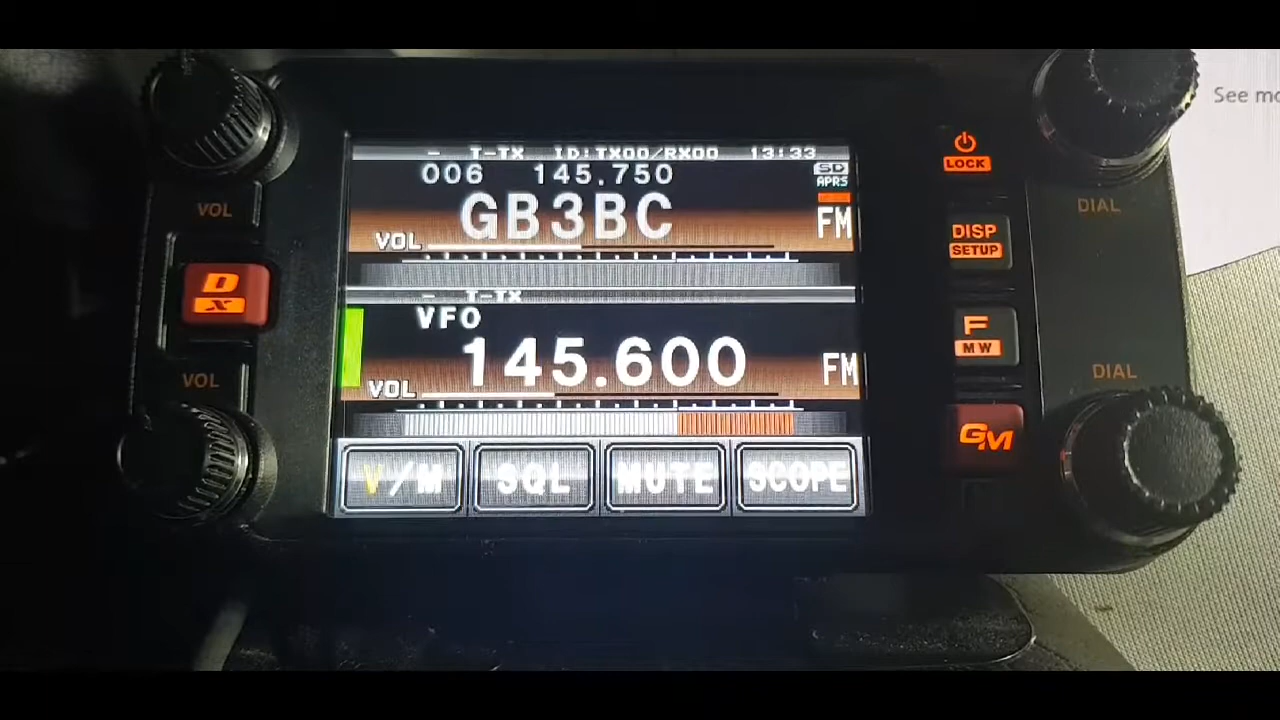 - T-TX ID:TX00/RX00 13:33
006 145.750
SD
APRS
GB3BC
FM
VOL
- T-TX
VFO
145.600
FM
VOL
V/M SQL MUTE SCOPE
VOL
D
X
VOL
LOCK
DISP
SETUP
F
MW
GM
DIAL
DIAL
See mo